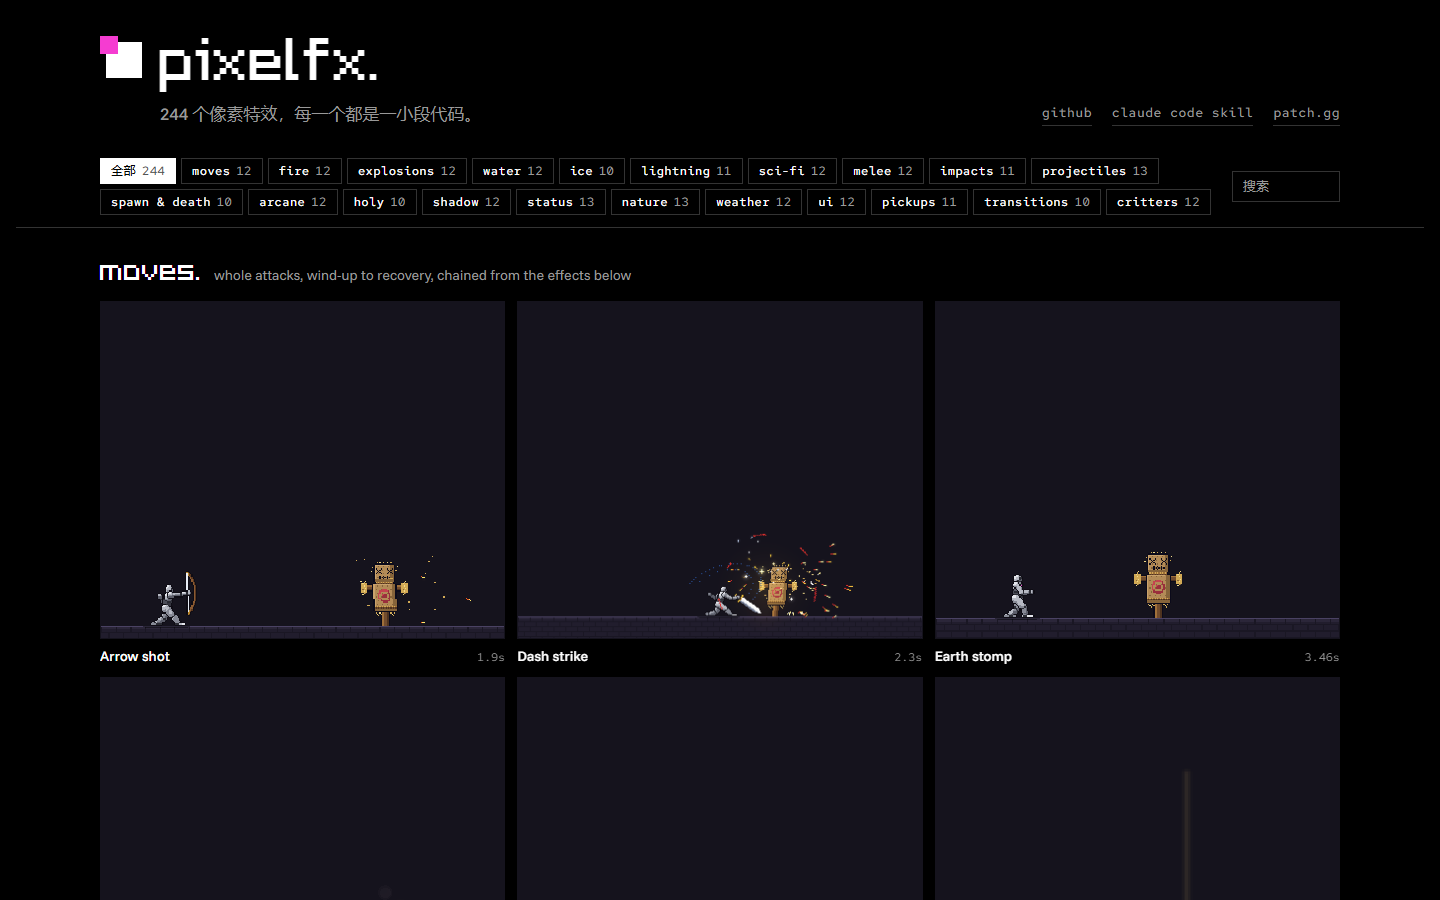 pixelfx.
244 个像素特效，每一个都是一小段代码。
github claude code skill patch.gg
全部 244 moves 12 fire 12 explosions 12 water 12 ice 10 lightning 11 sci-fi 12 melee 12 impacts 11 projectiles 13
spawn & death 10 arcane 12 holy 10 shadow 12 status 13 nature 13 weather 12 ui 12 pickups 11 transitions 10 critters 12
搜索
moves. whole attacks, wind-up to recovery, chained from the effects below
Arrow shot 1.9s Dash strike 2.3s Earth stomp 3.46s